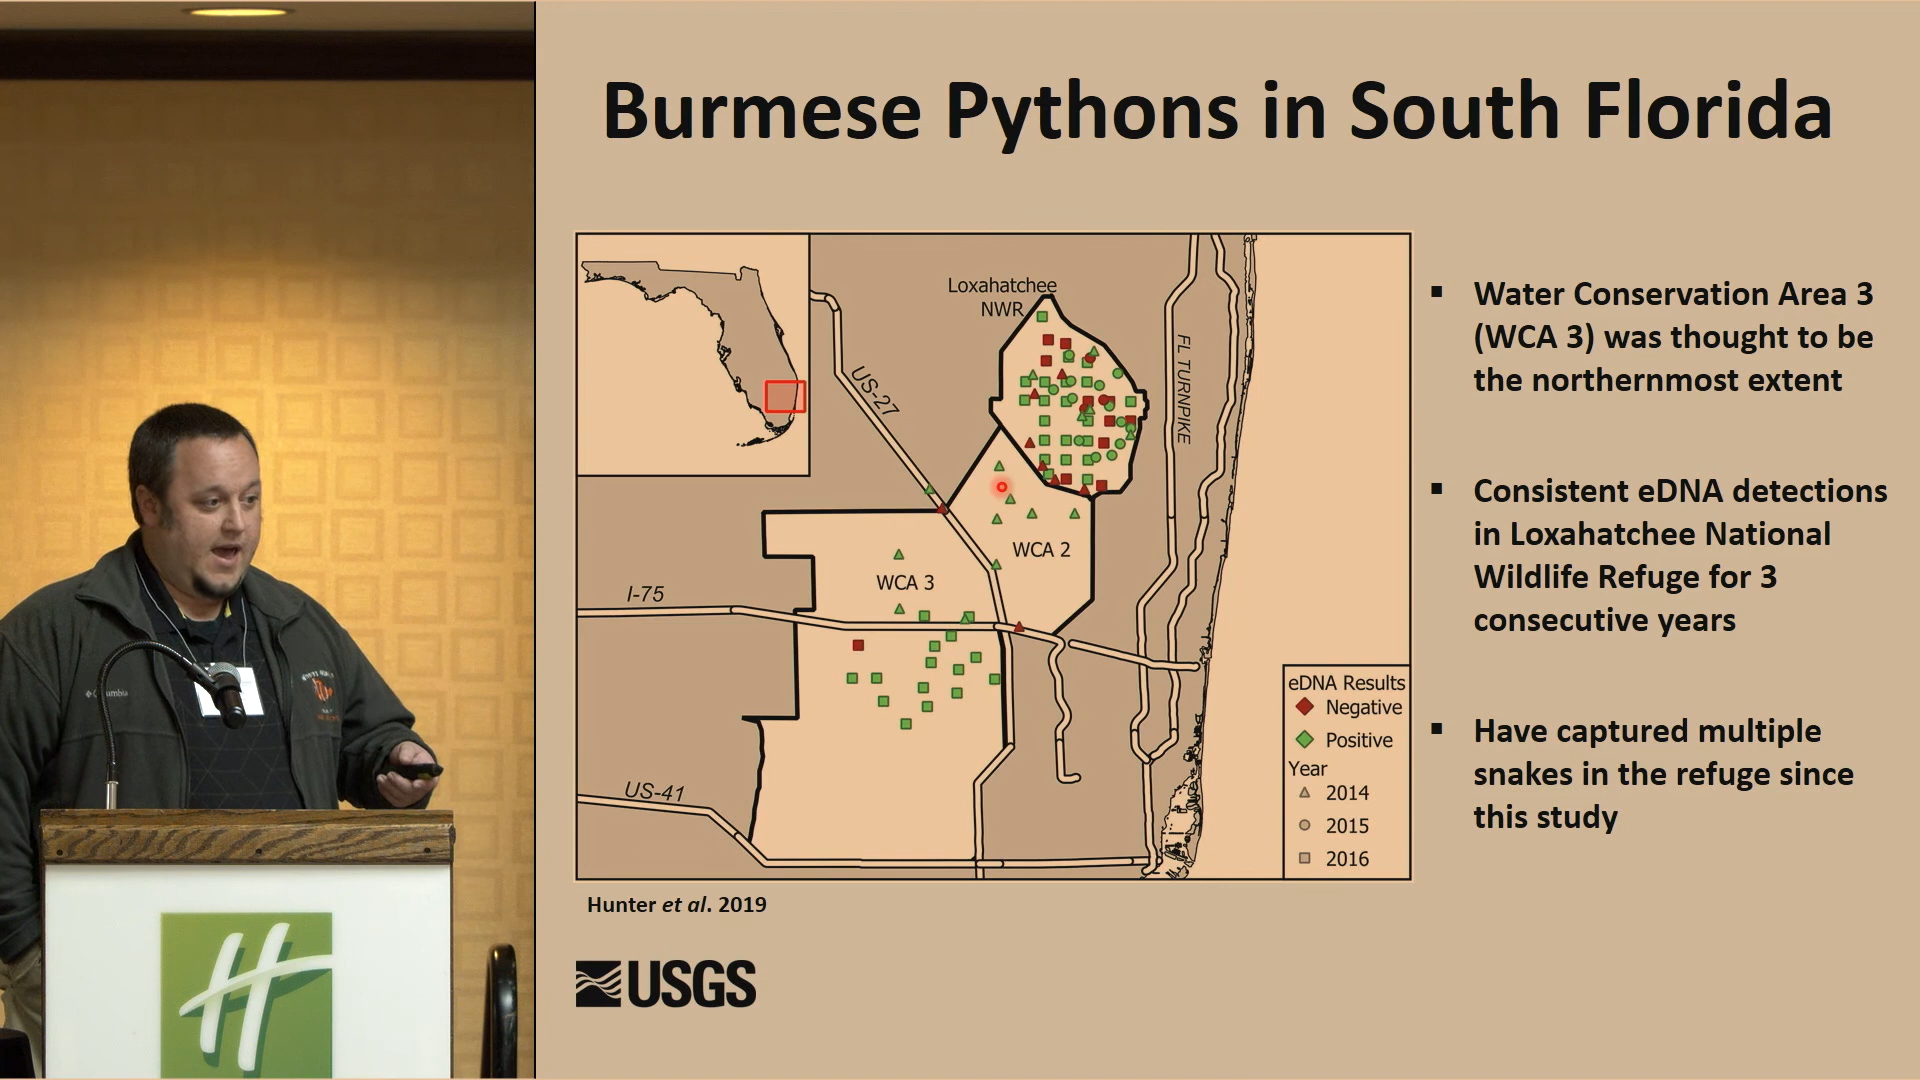 Burmese Pythons in South Florida
Loxahatchee
NWR
US-27
FL TURNPIKE
WCA 2
WCA 3
I-75
US-41
eDNA Results
Negative
Positive
Year
2014
2015
2016
Hunter et al. 2019
USGS
▪ Water Conservation Area 3
(WCA 3) was thought to be
the northernmost extent
▪ Consistent eDNA detections
in Loxahatchee National
Wildlife Refuge for 3
consecutive years
▪ Have captured multiple
snakes in the refuge since
this study
Columbia
H